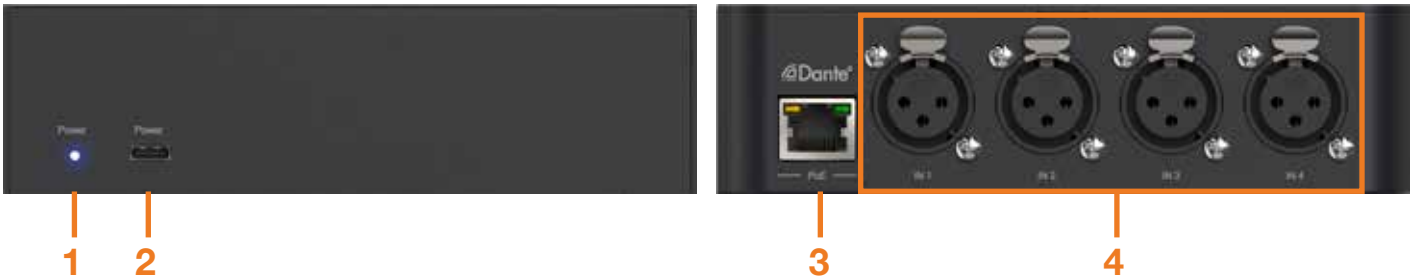 Dante®
Power
Power
PoE
IN 1
IN 2
IN 3
IN 4
1
2
3
4